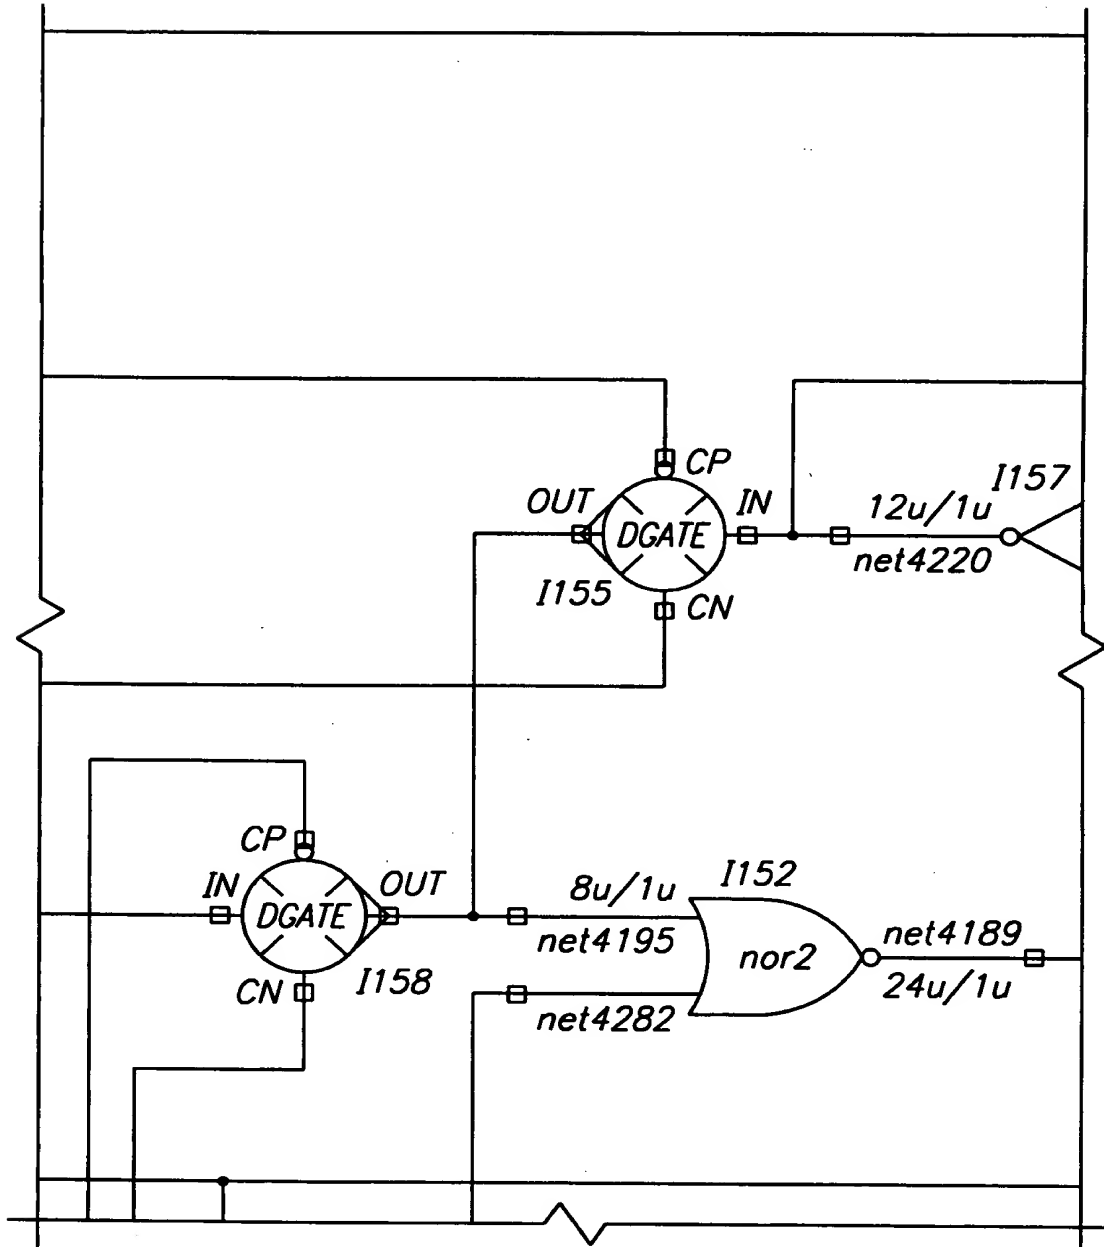 CP
I157
OUT
IN
12u/1u
DGATE
net4220
I155
CN
CP
IN
OUT
8u/1u
I152
DGATE
net4195
net4189
nor2
CN
I158
24u/1u
net4282